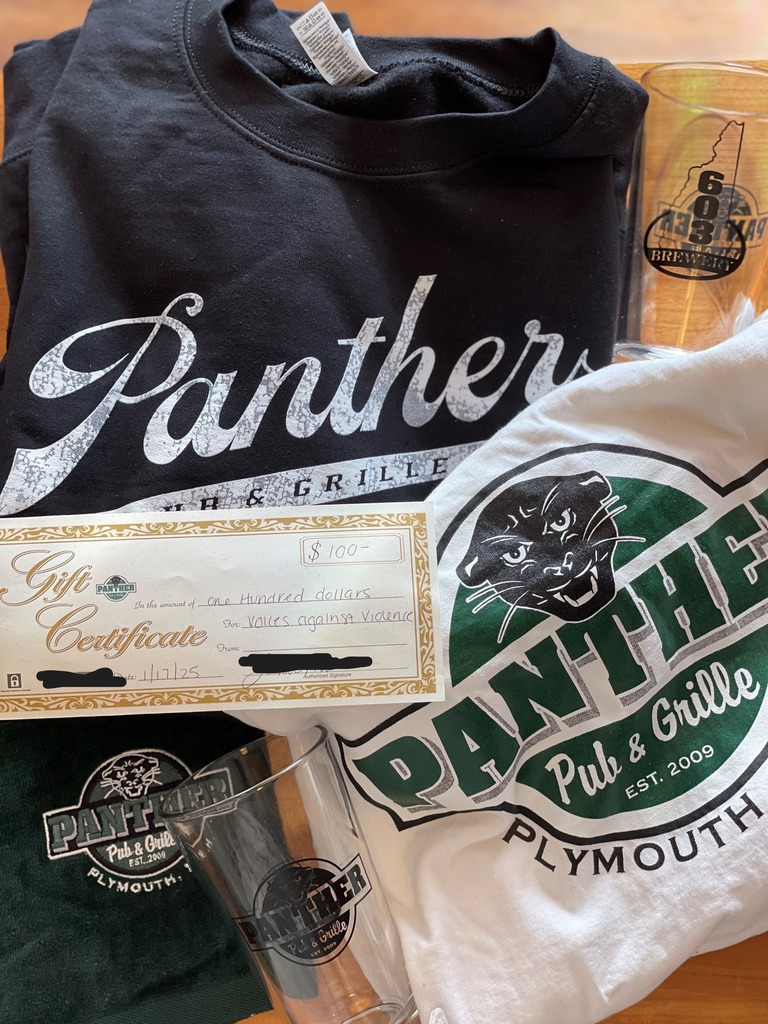 603
BREWERY
Panther
PUB & GRILLE
Gift
Certificate
PANTHER
$100-
In the amount of One Hundred dollars
For: Voices against Violence
From:
Date: 1/17/25
Authorized Signature
PANTHER
Pub & Grille
EST. 2009
PLYMOUTH
PANTHER
Pub & Grille
EST. 2009
PLYMOUTH, N.H.
PANTHER
Pub & Grille
EST. 2009